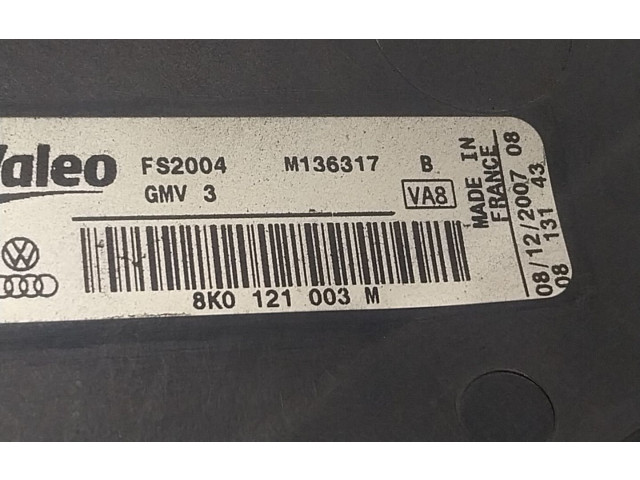 Valeo FS2004 M136317 B
GMV 3 VA8
8K0 121 003 M
MADE IN
FRANCE
08/12/2007 08
08 131 43